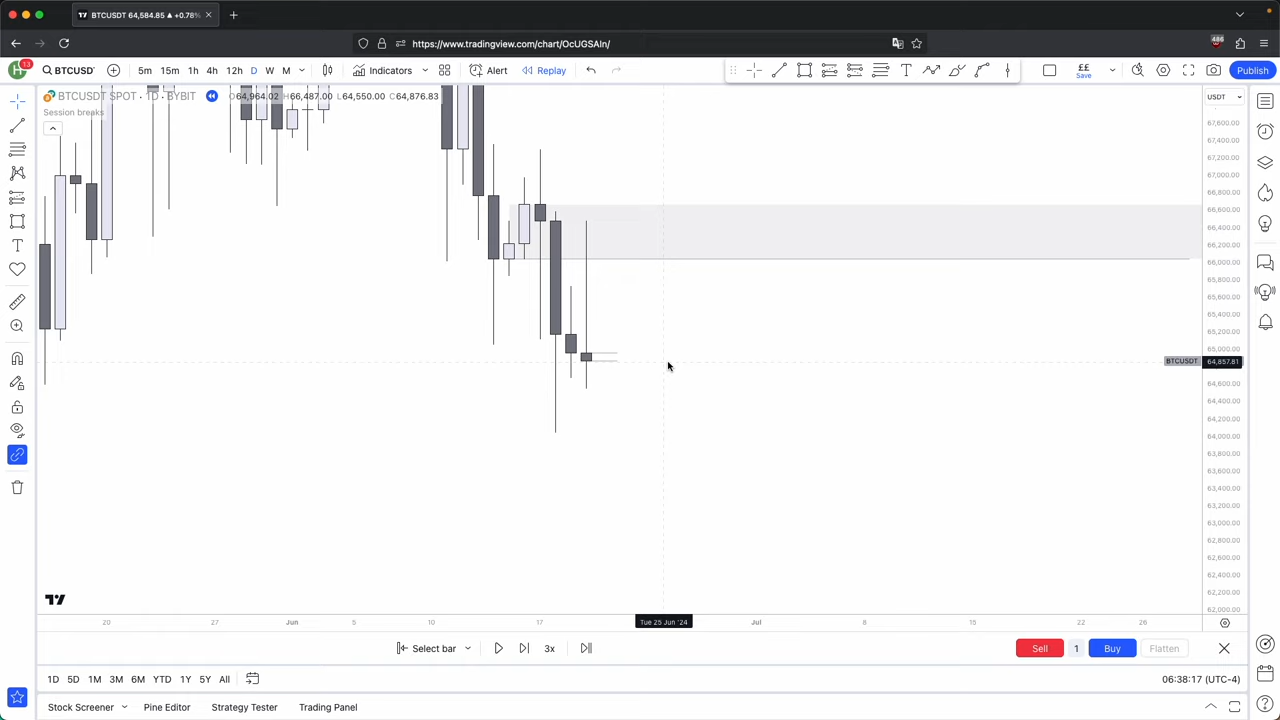 BTCUSDT 64,584.85 ▲ +0.78%
https://www.tradingview.com/chart/OcUGSAIn/
486
13
H
BTCUSD
5m 15m 1h 4h 12h D W M Indicators Alert Replay
££
Save
Publish
BTCUSDT SPOT · 1D · BYBIT O64,964.02 H66,487.00 L64,550.00 C64,876.83
USDT
Session breaks
67,600.00
67,400.00
67,200.00
67,000.00
66,800.00
66,600.00
66,400.00
66,200.00
66,000.00
65,800.00
65,600.00
65,400.00
65,200.00
65,000.00
BTCUSDT 64,857.81
64,600.00
64,400.00
64,200.00
64,000.00
63,800.00
63,600.00
63,400.00
63,200.00
63,000.00
62,800.00
62,600.00
62,400.00
62,200.00
62,000.00
20 27 Jun 5 10 17 Tue 25 Jun '24 Jul 8 15 22 26
Select bar 3x Sell 1 Buy Flatten
1D 5D 1M 3M 6M YTD 1Y 5Y All 06:38:17 (UTC-4)
Stock Screener Pine Editor Strategy Tester Trading Panel